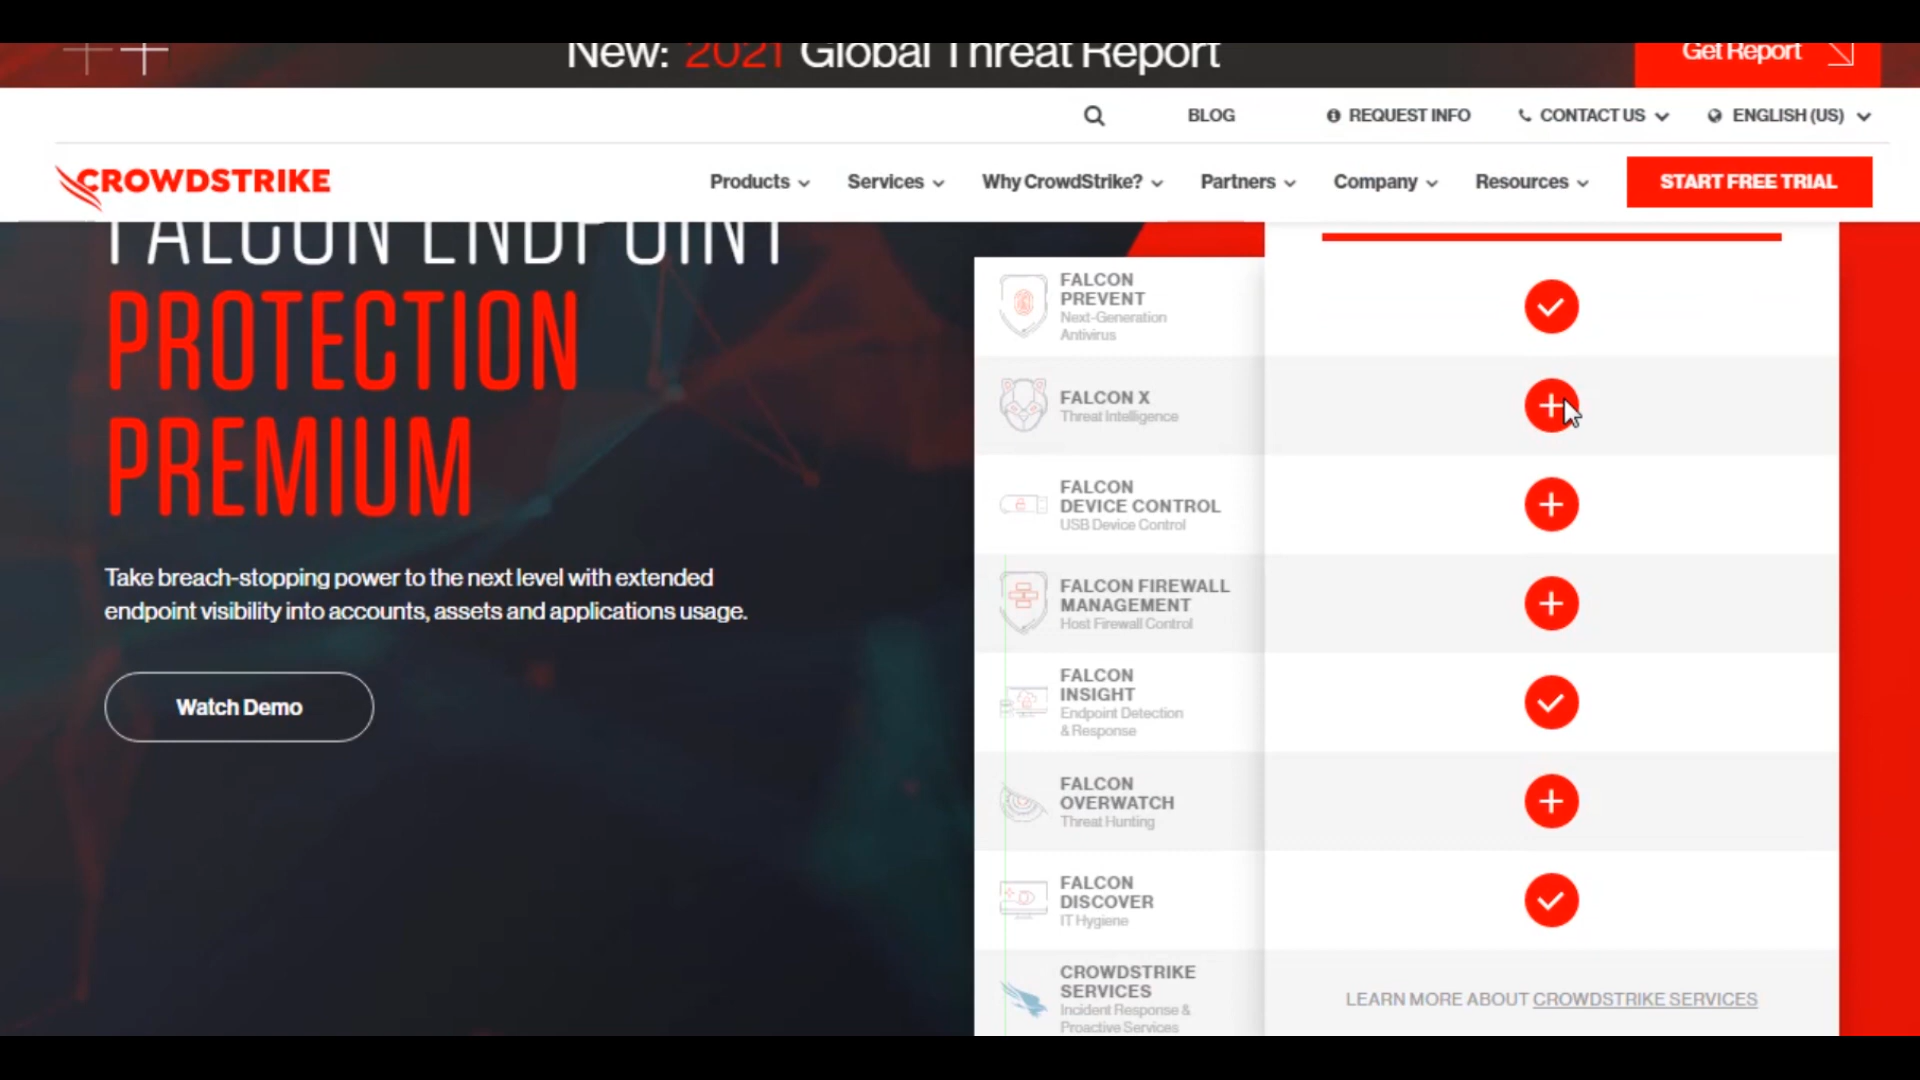 New: 2021 Global Threat Report
Get Report
BLOG
REQUEST INFO
CONTACT US
ENGLISH (US)
CROWDSTRIKE
Products
Services
Why CrowdStrike?
Partners
Company
Resources
START FREE TRIAL
FALCON ENDPOINT
PROTECTION
PREMIUM
Take breach-stopping power to the next level with extended
endpoint visibility into accounts, assets and applications usage.
Watch Demo
FALCON
PREVENT
Next-Generation
Antivirus
FALCON X
Threat Intelligence
FALCON
DEVICE CONTROL
USB Device Control
FALCON FIREWALL
MANAGEMENT
Host Firewall Control
FALCON
INSIGHT
Endpoint Detection
& Response
FALCON
OVERWATCH
Threat Hunting
FALCON
DISCOVER
IT Hygiene
CROWDSTRIKE
SERVICES
Incident Response &
Proactive Services
LEARN MORE ABOUT CROWDSTRIKE SERVICES